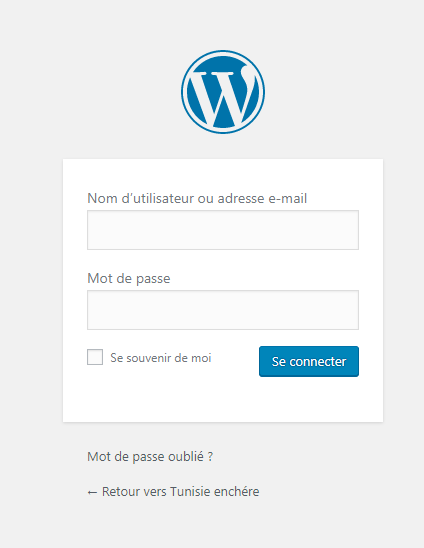 Nom d'utilisateur ou adresse e-mail
Mot de passe
Se souvenir de moi
Se connecter
Mot de passe oublié ?
← Retour vers Tunisie enchére